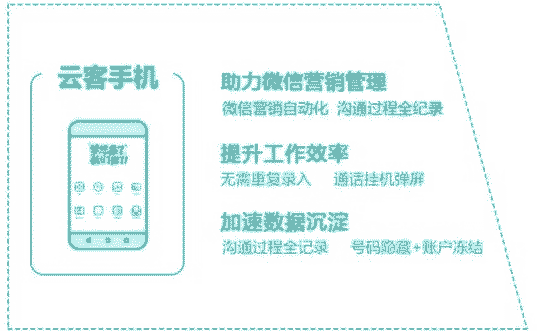 云客手机
助力微信营销管理
微信营销自动化 沟通过程全纪录
提升工作效率
无需重复录入 通话挂机弹屏
加速数据沉淀
沟通过程全记录 号码隐藏+账户冻结